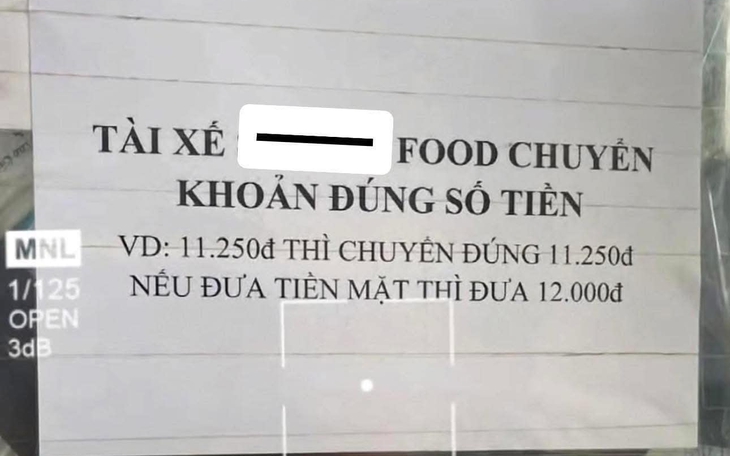 TÀI XẾ FOOD CHUYỂN
KHOẢN ĐÚNG SỐ TIỀN
VD: 11.250đ THÌ CHUYỂN ĐÚNG 11.250đ
NẾU ĐƯA TIỀN MẶT THÌ ĐƯA 12.000đ
MNL
1/125
OPEN
3dB